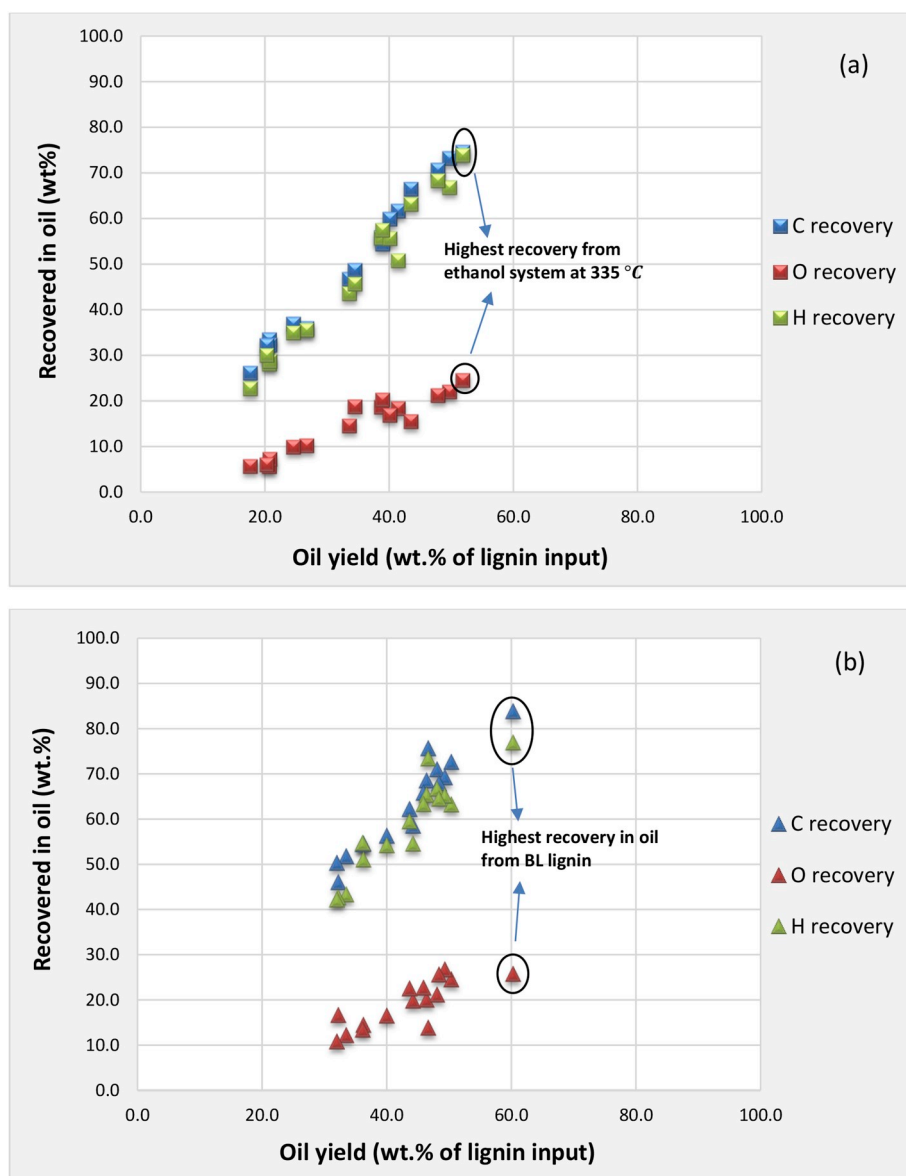 100.0
(a)
90.0
80.0
70.0
60.0
50.0
40.0
30.0
20.0
10.0
0.0
Recovered in oil (wt%)
Highest recovery from
ethanol system at 335 °C
C recovery
O recovery
H recovery
0.0 20.0 40.0 60.0 80.0 100.0
Oil yield (wt.% of lignin input)
100.0
(b)
90.0
80.0
70.0
60.0
50.0
40.0
30.0
20.0
10.0
0.0
Recovered in oil (wt.%)
Highest recovery in oil
from BL lignin
C recovery
O recovery
H recovery
0.0 20.0 40.0 60.0 80.0 100.0
Oil yield (wt.% of lignin input)